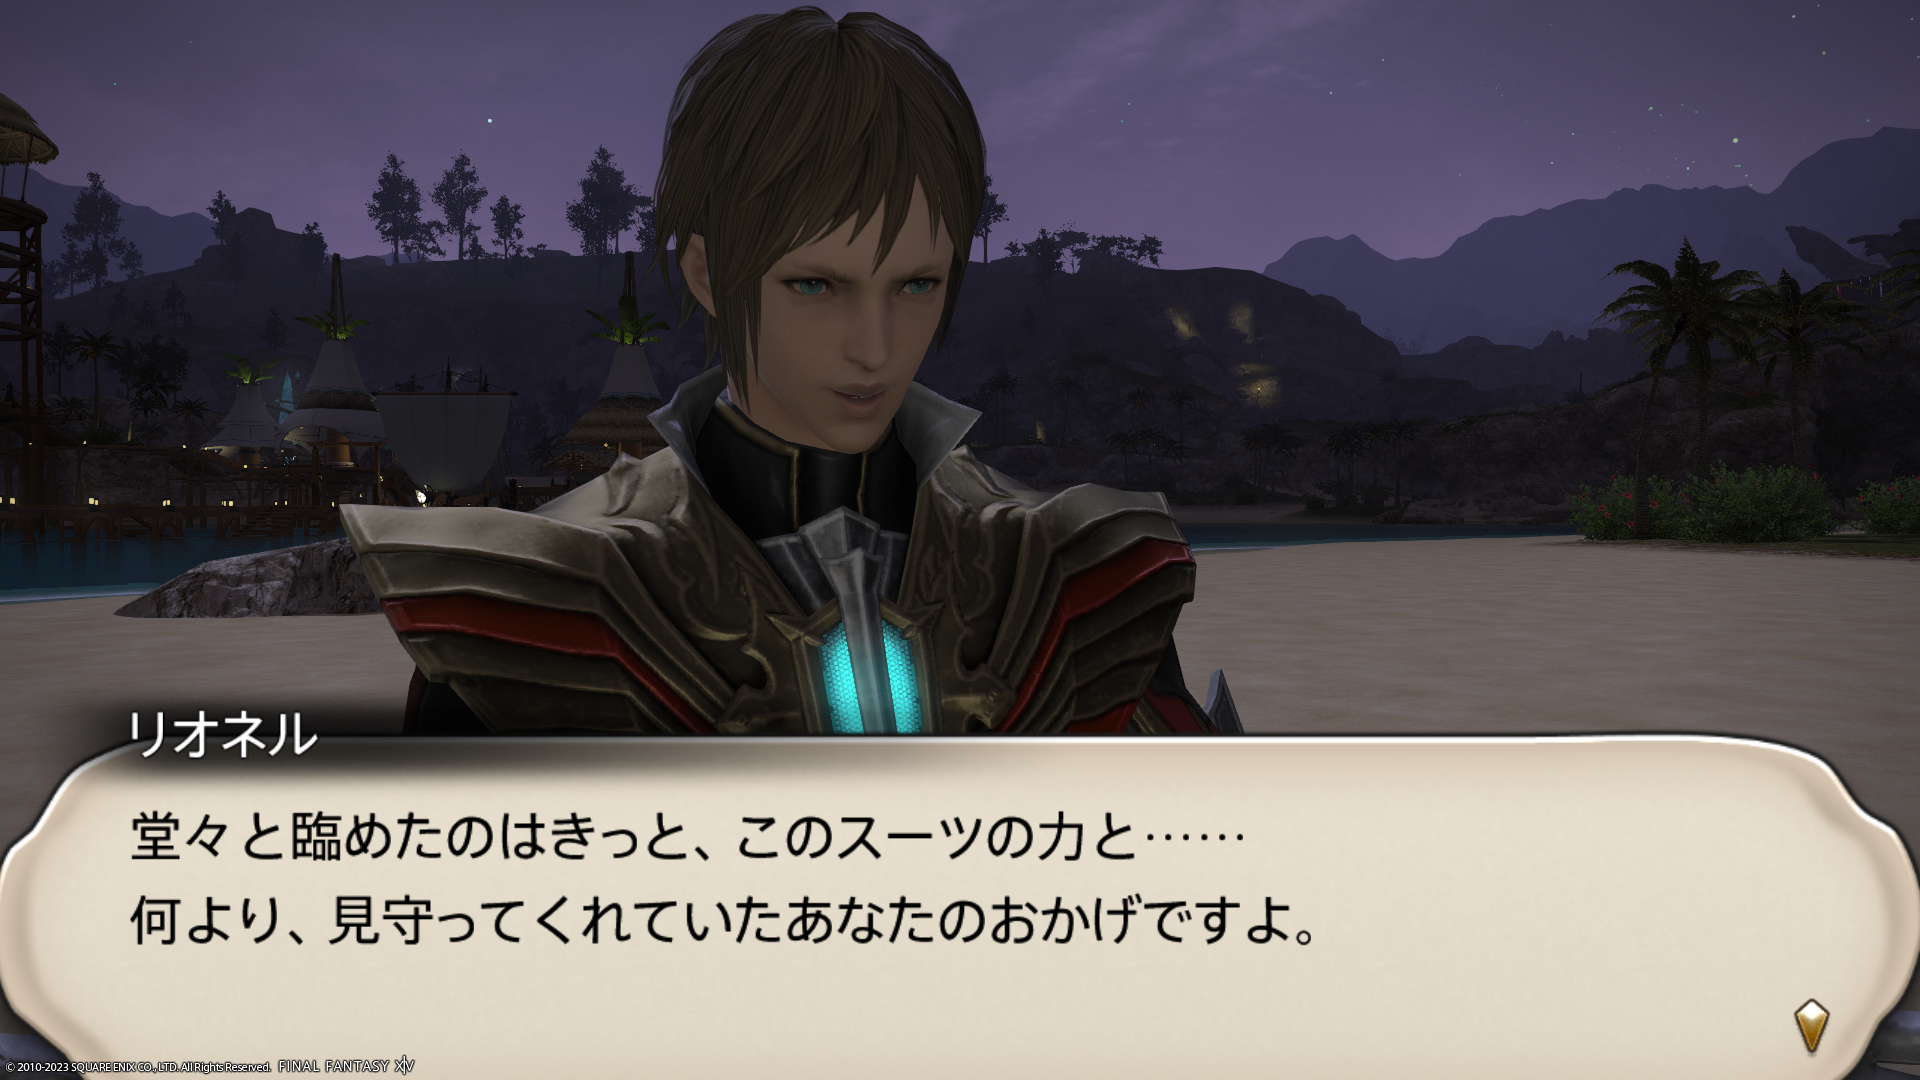 リオネル
堂々と臨めたのはきっと、このスーツの力と……
何より、見守ってくれていたあなたのおかげですよ。
© 2010-2023 SQUARE ENIX CO., LTD. All Rights Reserved. FINAL FANTASY XIV